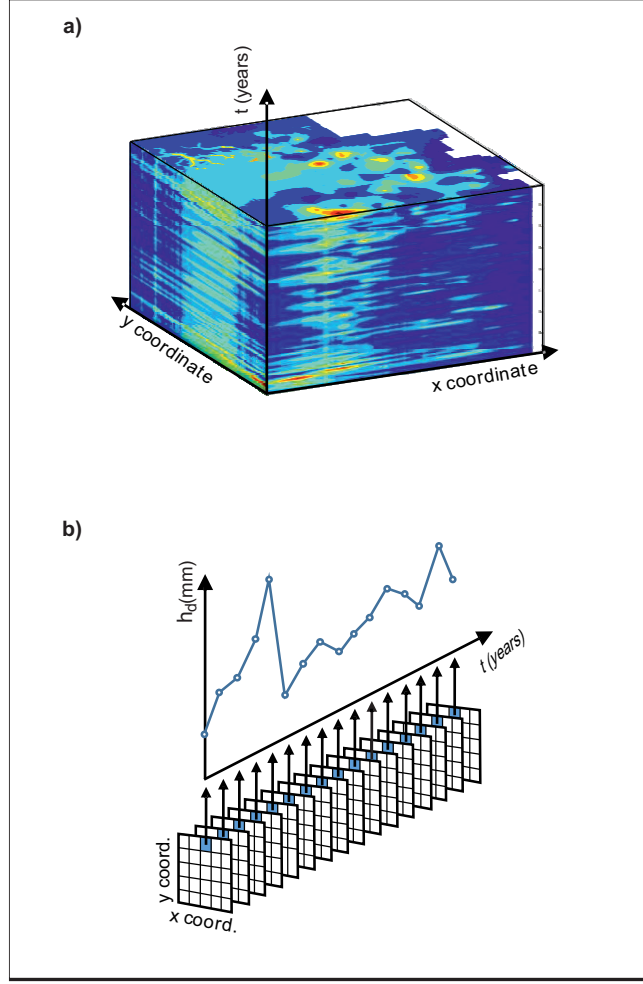 a)
t (years)
y coordinate
x coordinate
b)
h_d(mm)
t (years)
y coord.
x coord.